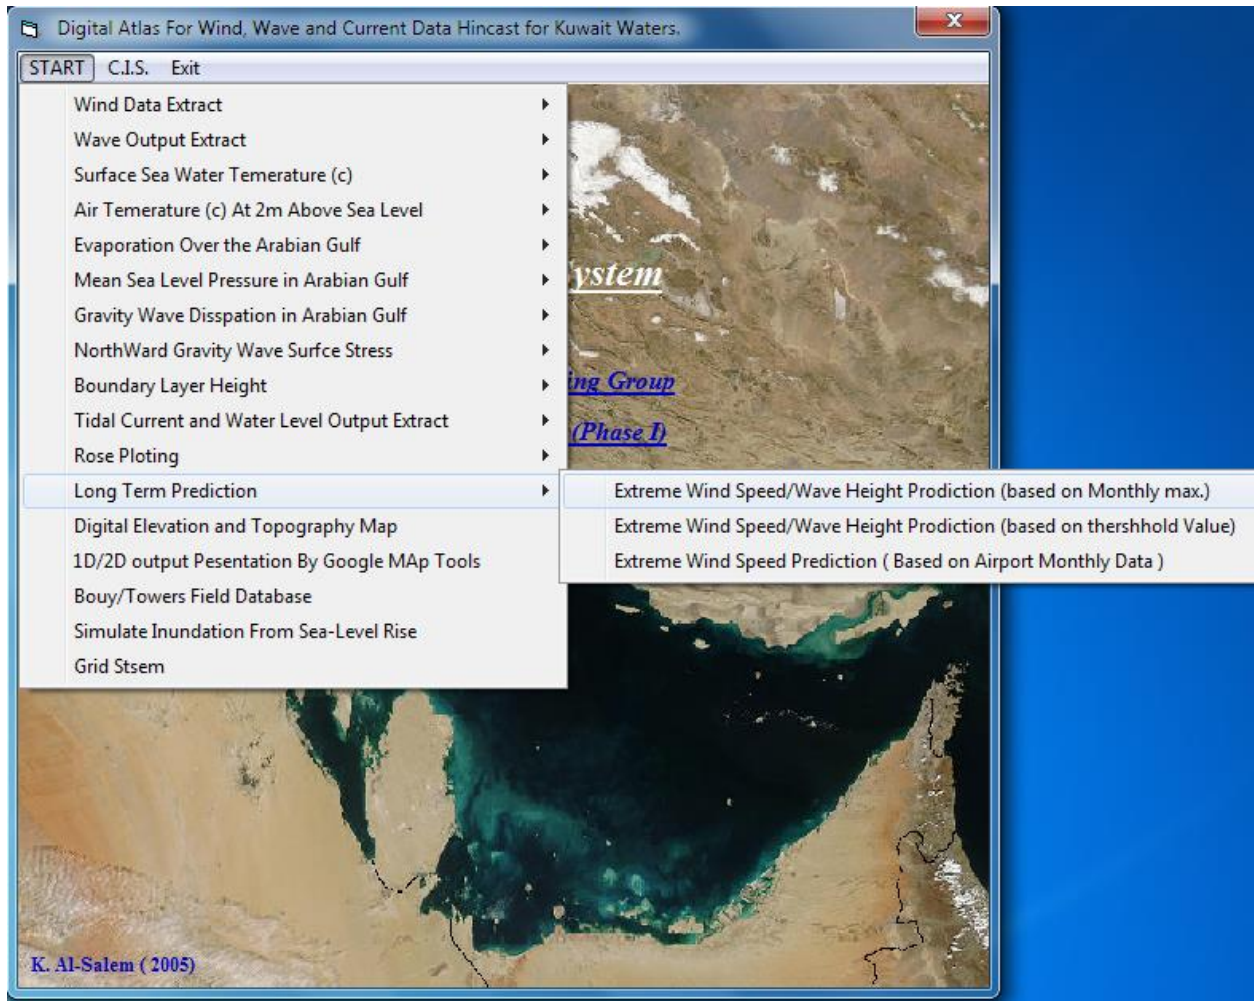 Digital Atlas For Wind, Wave and Current Data Hincast for Kuwait Waters.
START C.I.S. Exit
Wind Data Extract
Wave Output Extract
Surface Sea Water Temerature (c)
Air Temerature (c) At 2m Above Sea Level
Evaporation Over the Arabian Gulf
Mean Sea Level Pressure in Arabian Gulf
Gravity Wave Disspation in Arabian Gulf
NorthWard Gravity Wave Surfce Stress
Boundary Layer Height
Tidal Current and Water Level Output Extract
Rose Ploting
Long Term Prediction
Digital Elevation and Topography Map
1D/2D output Pesentation By Google MAp Tools
Bouy/Towers Field Database
Simulate Inundation From Sea-Level Rise
Grid Stsem
ystem
ing Group
(Phase I)
Extreme Wind Speed/Wave Height Prodiction (based on Monthly max.)
Extreme Wind Speed/Wave Height Prodiction (based on thershhold Value)
Extreme Wind Speed Prediction ( Based on Airport Monthly Data )
K. Al-Salem ( 2005)